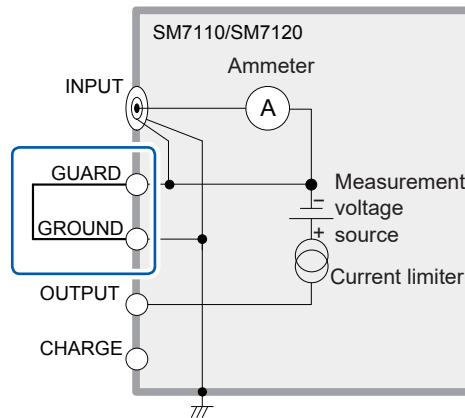 SM7110/SM7120
Ammeter
INPUT
A
GUARD
Measurement
voltage
source
−
+
GROUND
Current limiter
OUTPUT
CHARGE